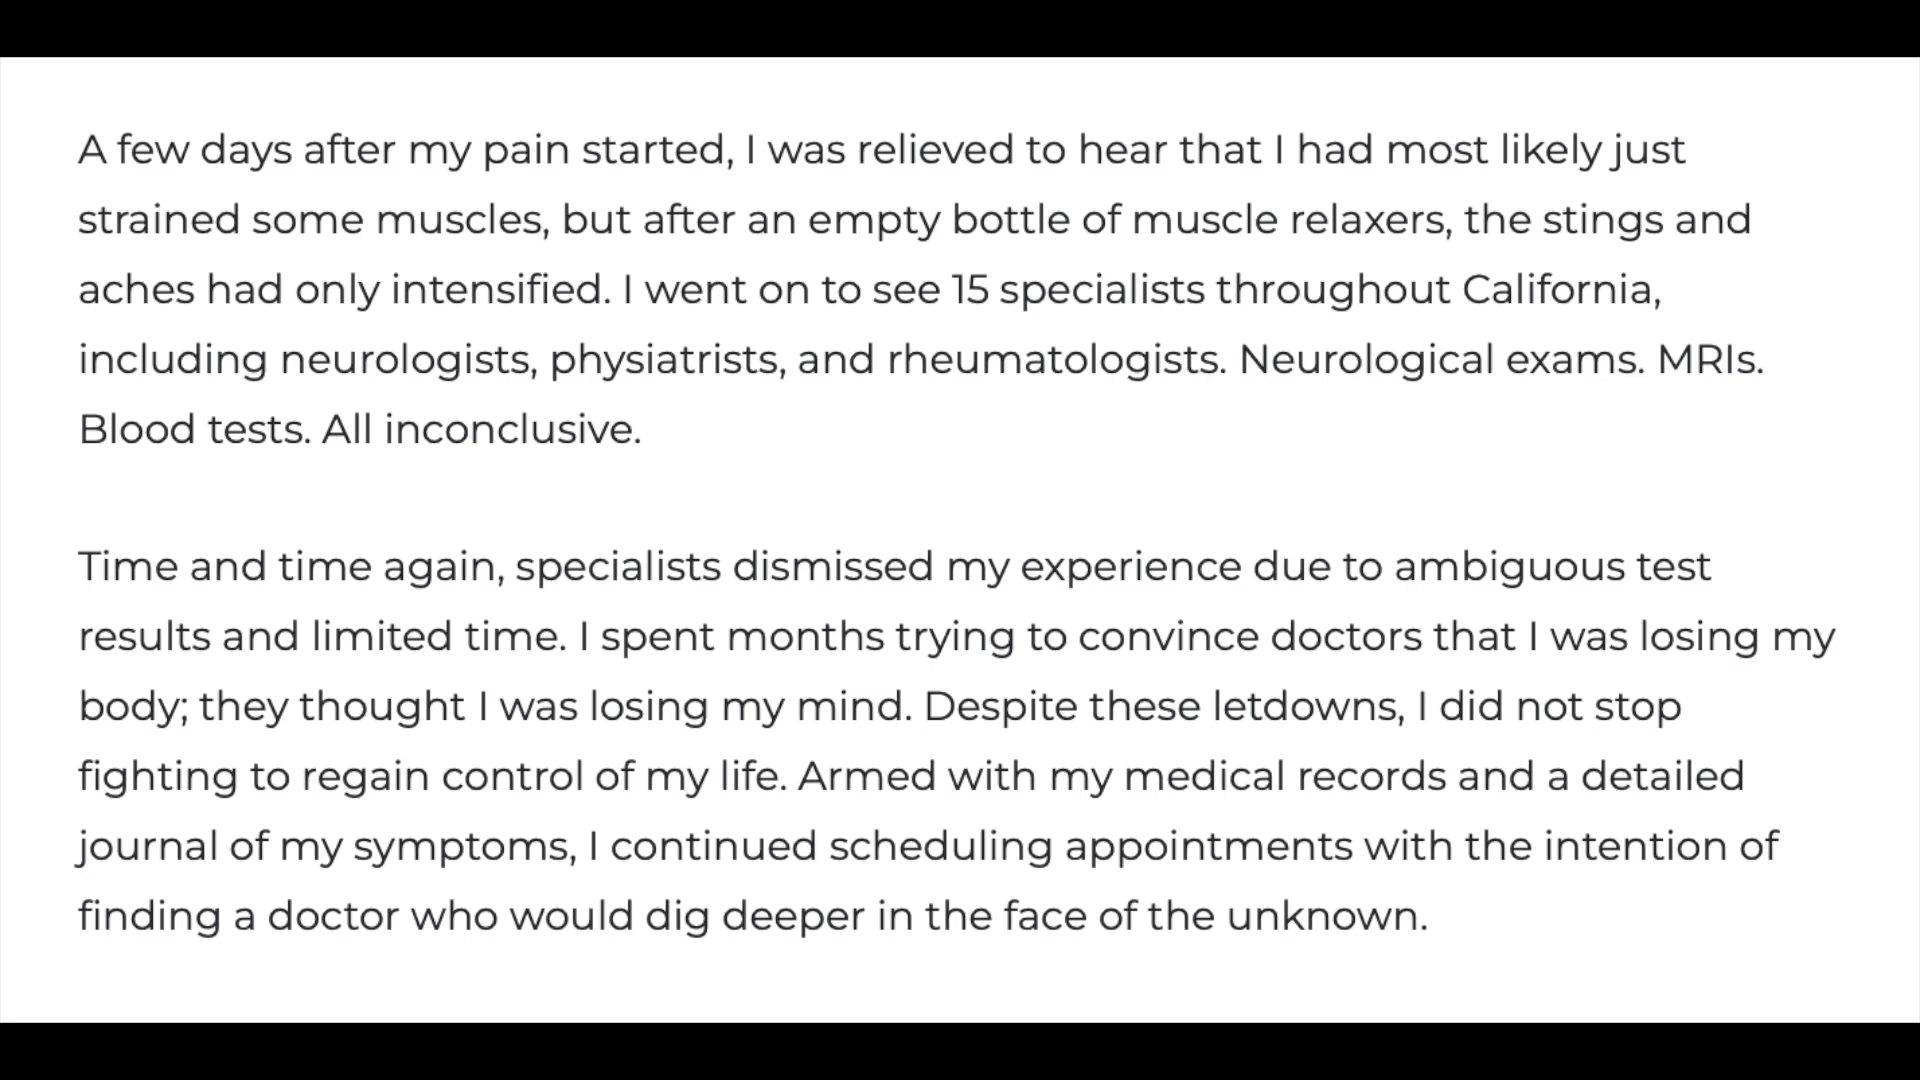 A few days after my pain started, I was relieved to hear that I had most likely just
strained some muscles, but after an empty bottle of muscle relaxers, the stings and
aches had only intensified. I went on to see 15 specialists throughout California,
including neurologists, physiatrists, and rheumatologists. Neurological exams. MRIs.
Blood tests. All inconclusive.
Time and time again, specialists dismissed my experience due to ambiguous test
results and limited time. I spent months trying to convince doctors that I was losing my
body; they thought I was losing my mind. Despite these letdowns, I did not stop
fighting to regain control of my life. Armed with my medical records and a detailed
journal of my symptoms, I continued scheduling appointments with the intention of
finding a doctor who would dig deeper in the face of the unknown.